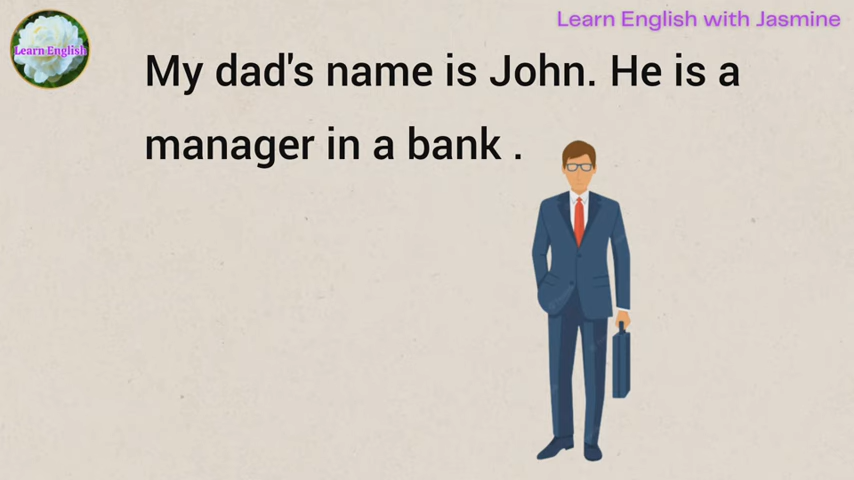 Learn English with Jasmine
Learn English
My dad's name is John. He is a
manager in a bank .